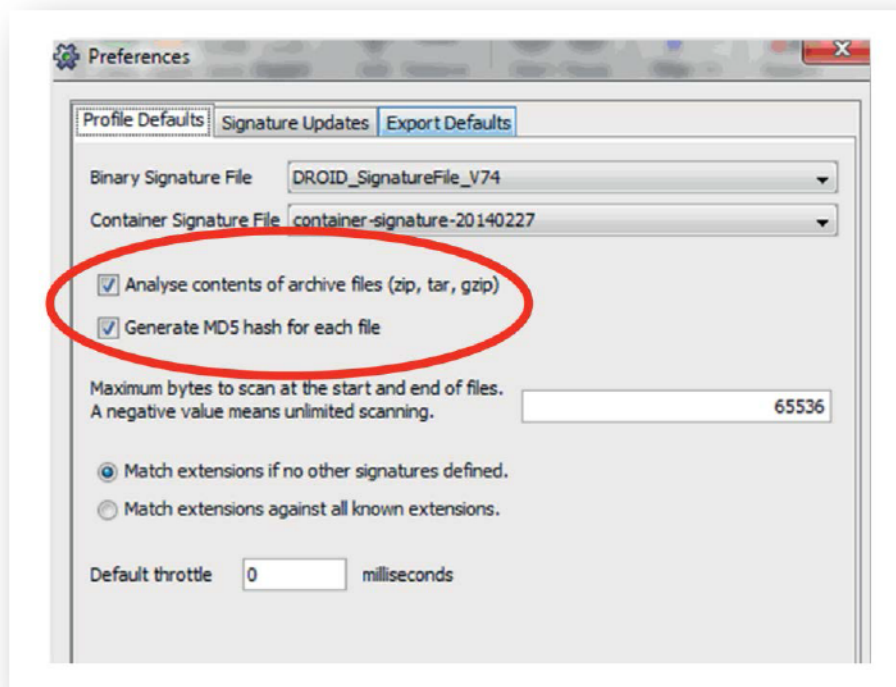 Preferences
Profile Defaults Signature Updates Export Defaults
Binary Signature File DROID_SignatureFile_V74
Container Signature File container-signature-20140227
Analyse contents of archive files (zip, tar, gzip)
Generate MD5 hash for each file
Maximum bytes to scan at the start and end of files.
A negative value means unlimited scanning.
65536
Match extensions if no other signatures defined.
Match extensions against all known extensions.
Default throttle 0 milliseconds